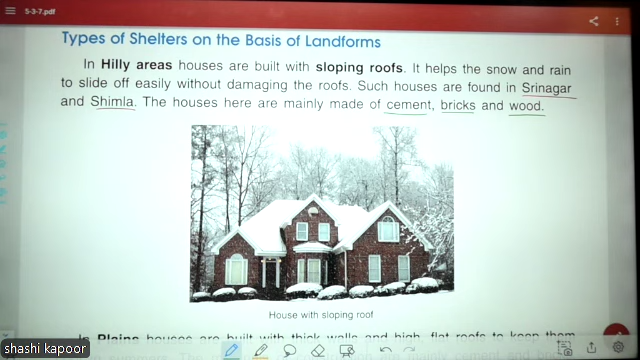 5-3-7.pdf
Types of Shelters on the Basis of Landforms
In Hilly areas houses are built with sloping roofs. It helps the snow and rain
to slide off easily without damaging the roofs. Such houses are found in Srinagar
and Shimla. The houses here are mainly made of cement, bricks and wood.
House with sloping roof
In Plains houses are built with thick walls and high, flat roofs to keep them
shashi kapoor